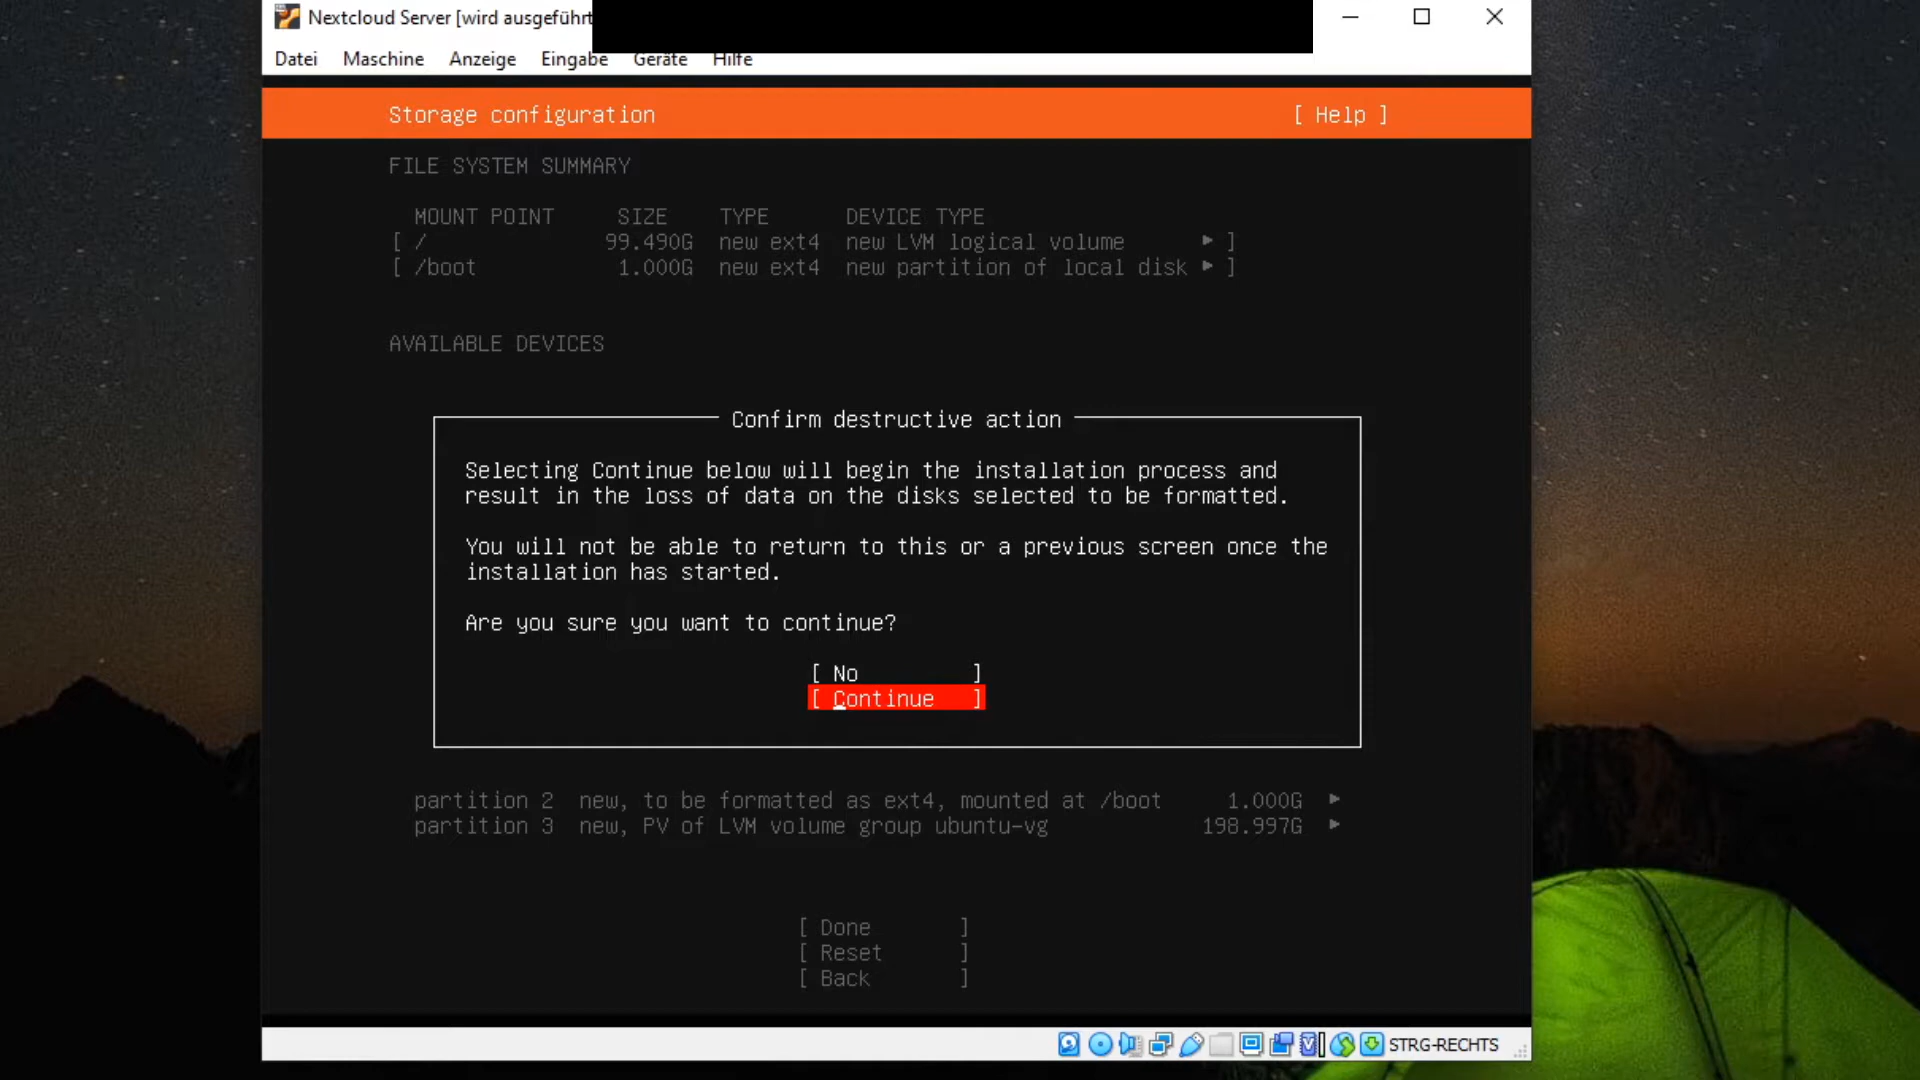 Nextcloud Server [wird ausgeführt
Datei Maschine Anzeige Eingabe Geräte Hilfe
Storage configuration [ Help ]
FILE SYSTEM SUMMARY
MOUNT POINT SIZE TYPE DEVICE TYPE
[ / 99.490G new ext4 new LVM logical volume ▸ ]
[ /boot 1.000G new ext4 new partition of local disk ▸ ]
AVAILABLE DEVICES
Confirm destructive action
Selecting Continue below will begin the installation process and
result in the loss of data on the disks selected to be formatted.
You will not be able to return to this or a previous screen once the
installation has started.
Are you sure you want to continue?
[ No ]
[ Continue ]
partition 2 new, to be formatted as ext4, mounted at /boot 1.000G ▸
partition 3 new, PV of LVM volume group ubuntu-vg 198.997G ▸
[ Done ]
[ Reset ]
[ Back ]
STRG-RECHTS